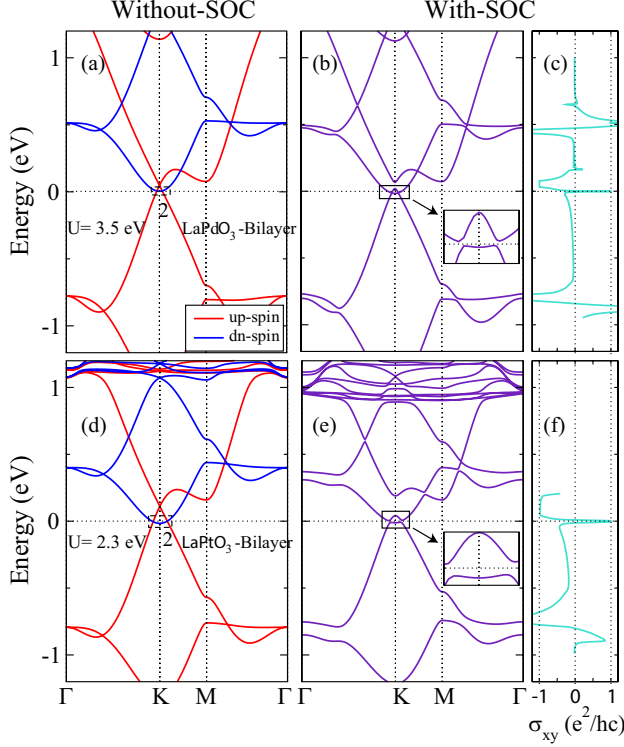 Without-SOC
With-SOC
(a)
(b)
(c)
Energy (eV)
1
0
-1
2
U= 3.5 eV
LaPdO3-Bilayer
up-spin
dn-spin
(d)
(e)
(f)
Energy (eV)
1
0
-1
2
U= 2.3 eV
LaPtO3-Bilayer
Γ K M Γ
Γ K M Γ
-1 0 1
σxy (e²/hc)